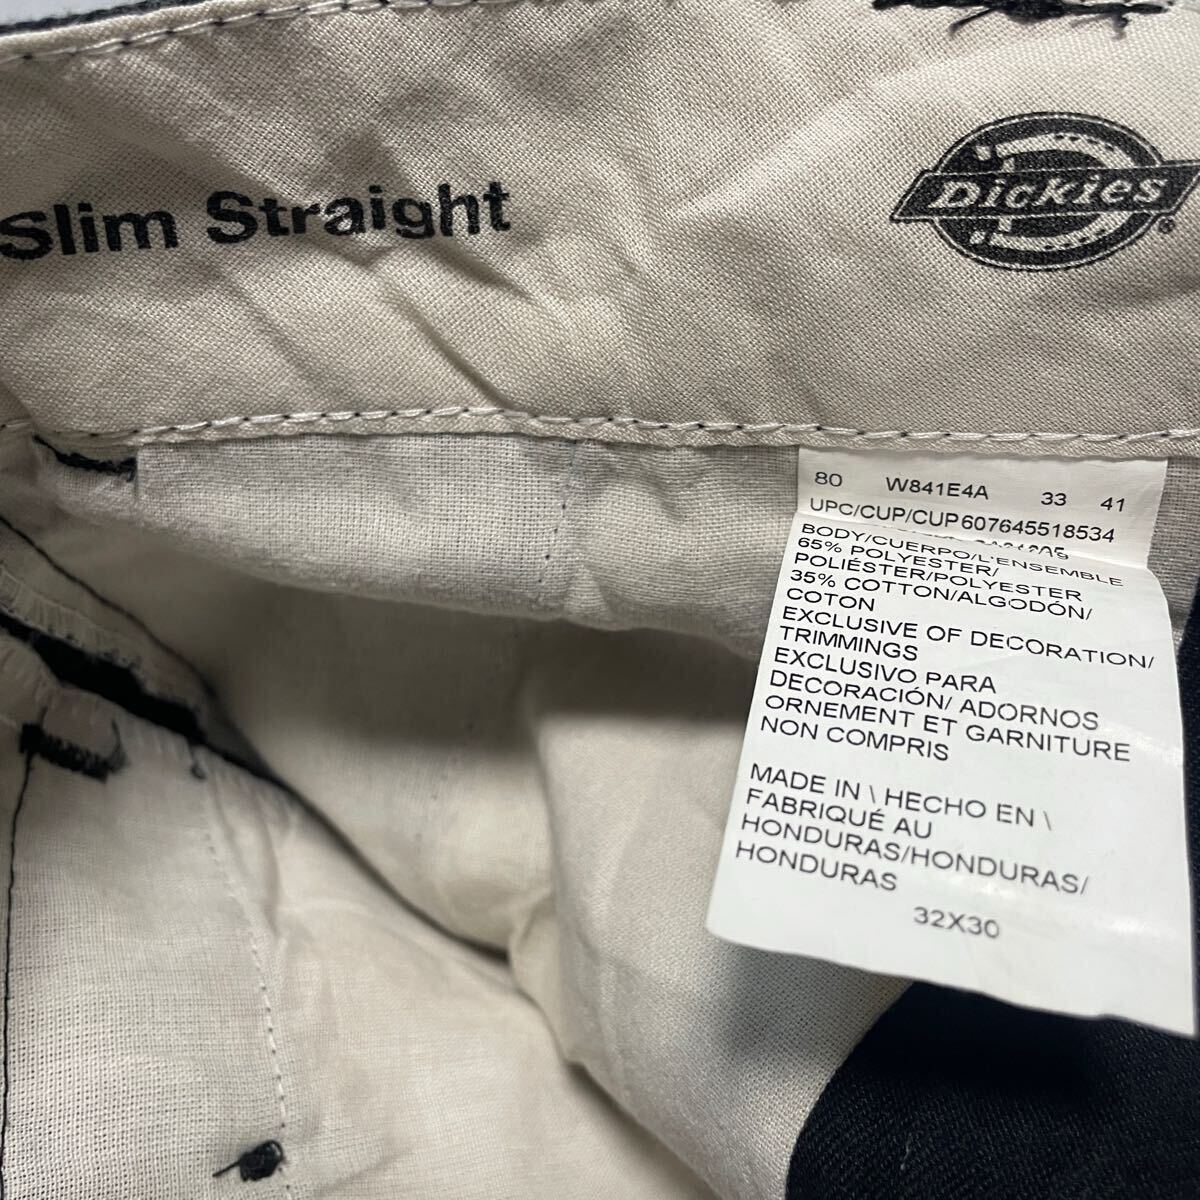 Slim Straight
Dickies®
80 W841E4A 33 41
UPC/CUP/CUP607645518534
BODY/CUERPO/L'ENSEMBLE
65% POLYESTER/
POLIÉSTER/POLYESTER
35% COTTON/ALGODÓN/
COTON
EXCLUSIVE OF DECORATION/
TRIMMINGS
EXCLUSIVO PARA
DECORACIÓN/ ADORNOS
ORNEMENT ET GARNITURE
NON COMPRIS
MADE IN \ HECHO EN \
FABRIQUÉ AU
HONDURAS/HONDURAS/
HONDURAS
32X30